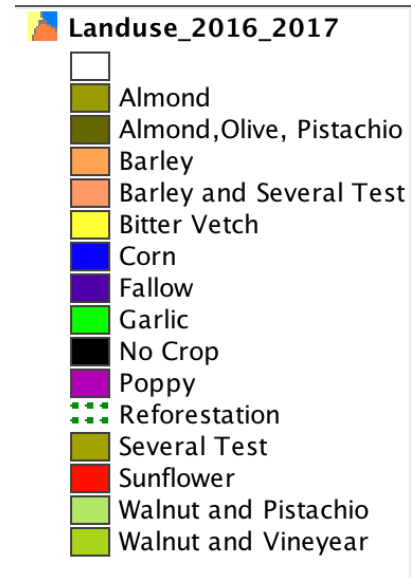 Landuse_2016_2017
Almond
Almond,Olive, Pistachio
Barley
Barley and Several Test
Bitter Vetch
Corn
Fallow
Garlic
No Crop
Poppy
Reforestation
Several Test
Sunflower
Walnut and Pistachio
Walnut and Vineyear